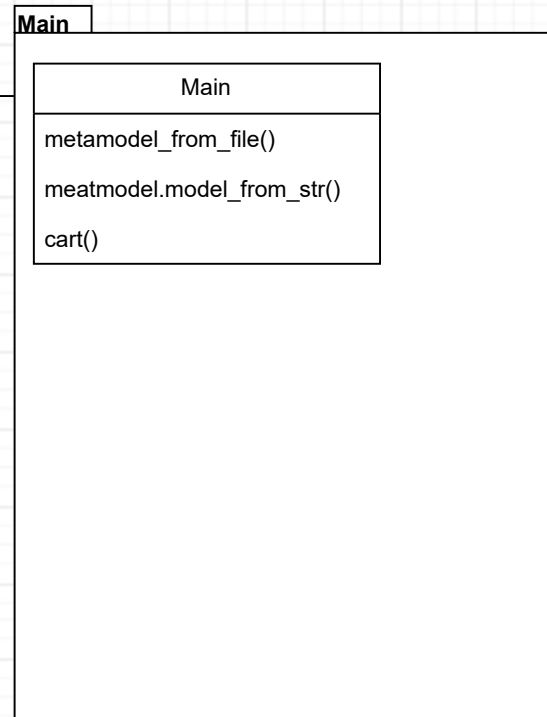 Main
Main
metamodel_from_file()
meatmodel.model_from_str()
cart()